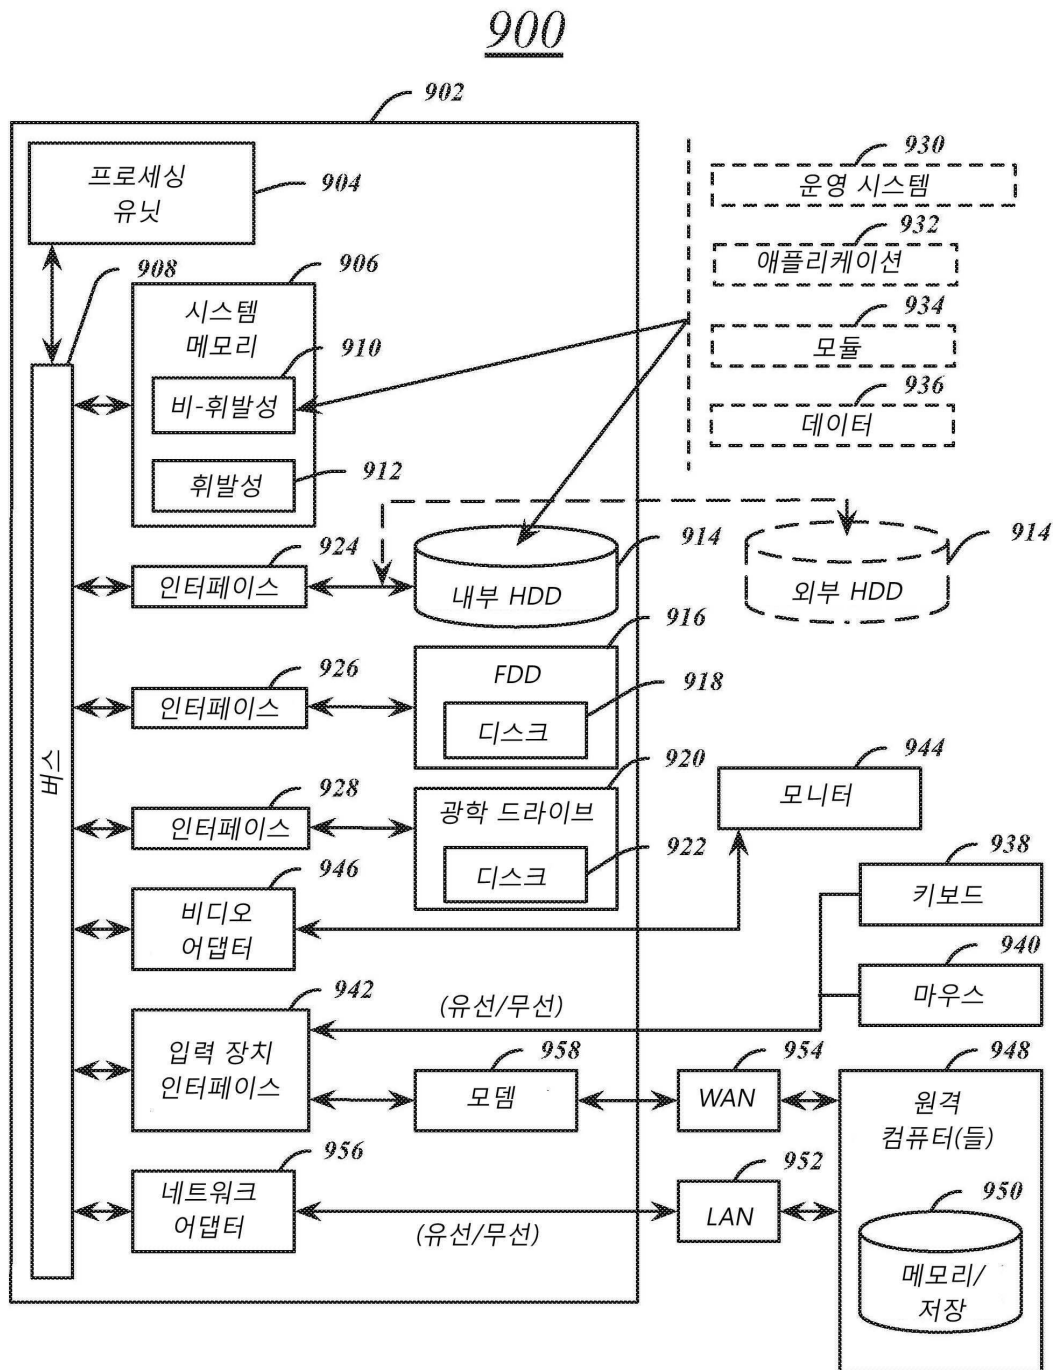 900
902
프로세싱
유닛
904
908
906
시스템
메모리
910
비-휘발성
912
휘발성
930
운영 시스템
932
애플리케이션
934
모듈
936
데이터
924
인터페이스
914
내부 HDD
914
외부 HDD
916
FDD
926
인터페이스
918
디스크
버스
920
광학 드라이브
928
인터페이스
922
디스크
944
모니터
946
비디오
어댑터
938
키보드
940
마우스
942
입력 장치
인터페이스
(유선/무선)
958
모뎀
954
WAN
948
원격
컴퓨터(들)
956
네트워크
어댑터
(유선/무선)
952
LAN
950
메모리/
저장